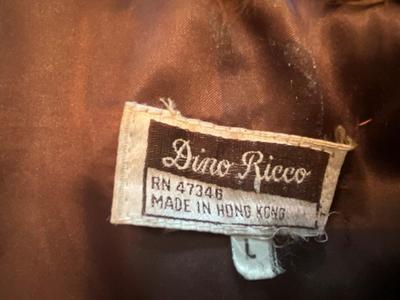 Dino Ricco
RN 47346
MADE IN HONG KONG
L